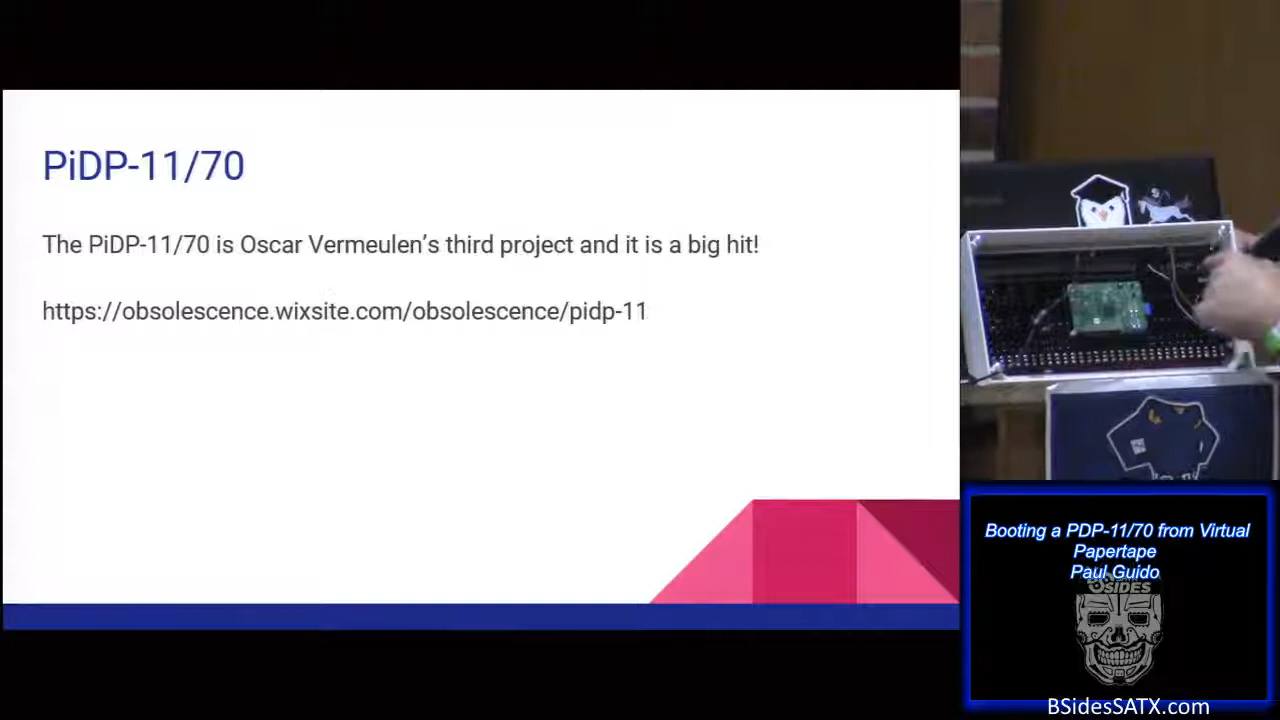 PiDP-11/70
The PiDP-11/70 is Oscar Vermeulen's third project and it is a big hit!
https://obsolescence.wixsite.com/obsolescence/pidp-11
Booting a PDP-11/70 from Virtual
Papertape
Paul Guido
BSIDES
BSidesSATX.com